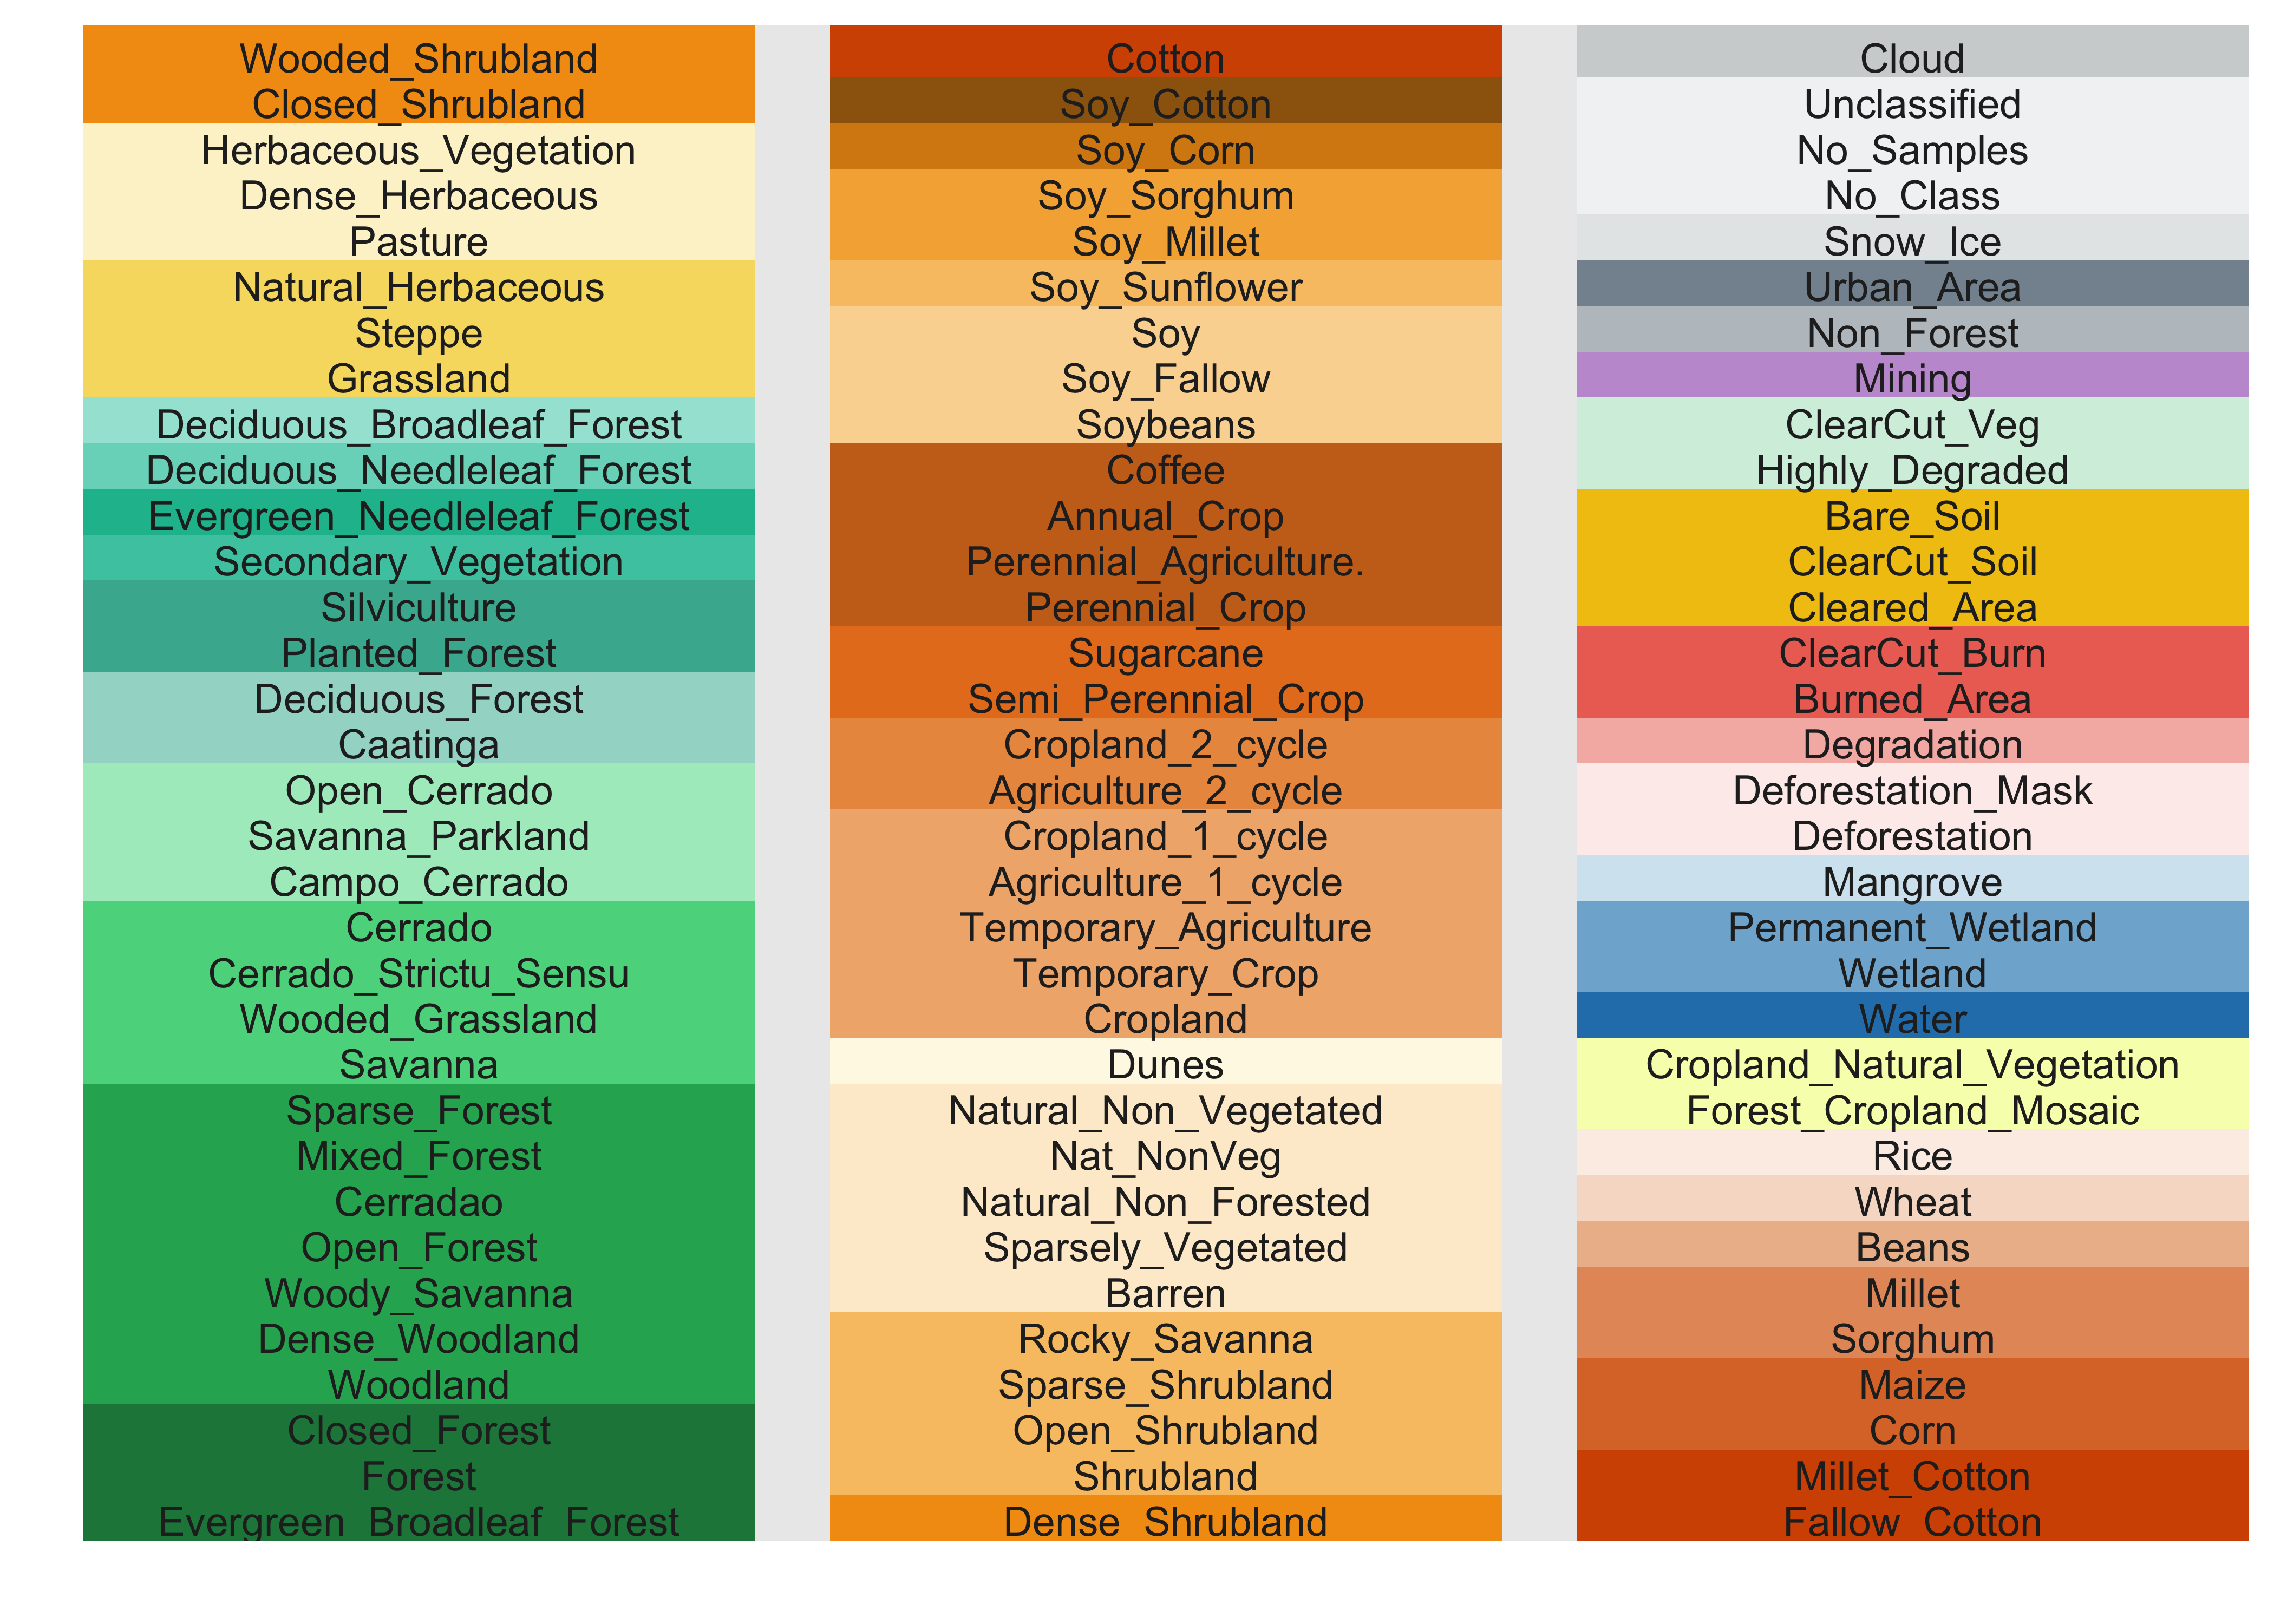 Wooded_Shrubland
Closed_Shrubland
Herbaceous_Vegetation
Dense_Herbaceous
Pasture
Natural_Herbaceous
Steppe
Grassland
Deciduous_Broadleaf_Forest
Deciduous_Needleleaf_Forest
Evergreen_Needleleaf_Forest
Secondary_Vegetation
Silviculture
Planted_Forest
Deciduous_Forest
Caatinga
Open_Cerrado
Savanna_Parkland
Campo_Cerrado
Cerrado
Cerrado_Strictu_Sensu
Wooded_Grassland
Savanna
Sparse_Forest
Mixed_Forest
Cerradao
Open_Forest
Woody_Savanna
Dense_Woodland
Woodland
Closed_Forest
Forest
Evergreen_Broadleaf_Forest
Cotton
Soy_Cotton
Soy_Corn
Soy_Sorghum
Soy_Millet
Soy_Sunflower
Soy
Soy_Fallow
Soybeans
Coffee
Annual_Crop
Perennial_Agriculture.
Perennial_Crop
Sugarcane
Semi_Perennial_Crop
Cropland_2_cycle
Agriculture_2_cycle
Cropland_1_cycle
Agriculture_1_cycle
Temporary_Agriculture
Temporary_Crop
Cropland
Dunes
Natural_Non_Vegetated
Nat_NonVeg
Natural_Non_Forested
Sparsely_Vegetated
Barren
Rocky_Savanna
Sparse_Shrubland
Open_Shrubland
Shrubland
Dense_Shrubland
Cloud
Unclassified
No_Samples
No_Class
Snow_Ice
Urban_Area
Non_Forest
Mining
ClearCut_Veg
Highly_Degraded
Bare_Soil
ClearCut_Soil
Cleared_Area
ClearCut_Burn
Burned_Area
Degradation
Deforestation_Mask
Deforestation
Mangrove
Permanent_Wetland
Wetland
Water
Cropland_Natural_Vegetation
Forest_Cropland_Mosaic
Rice
Wheat
Beans
Millet
Sorghum
Maize
Corn
Millet_Cotton
Fallow_Cotton